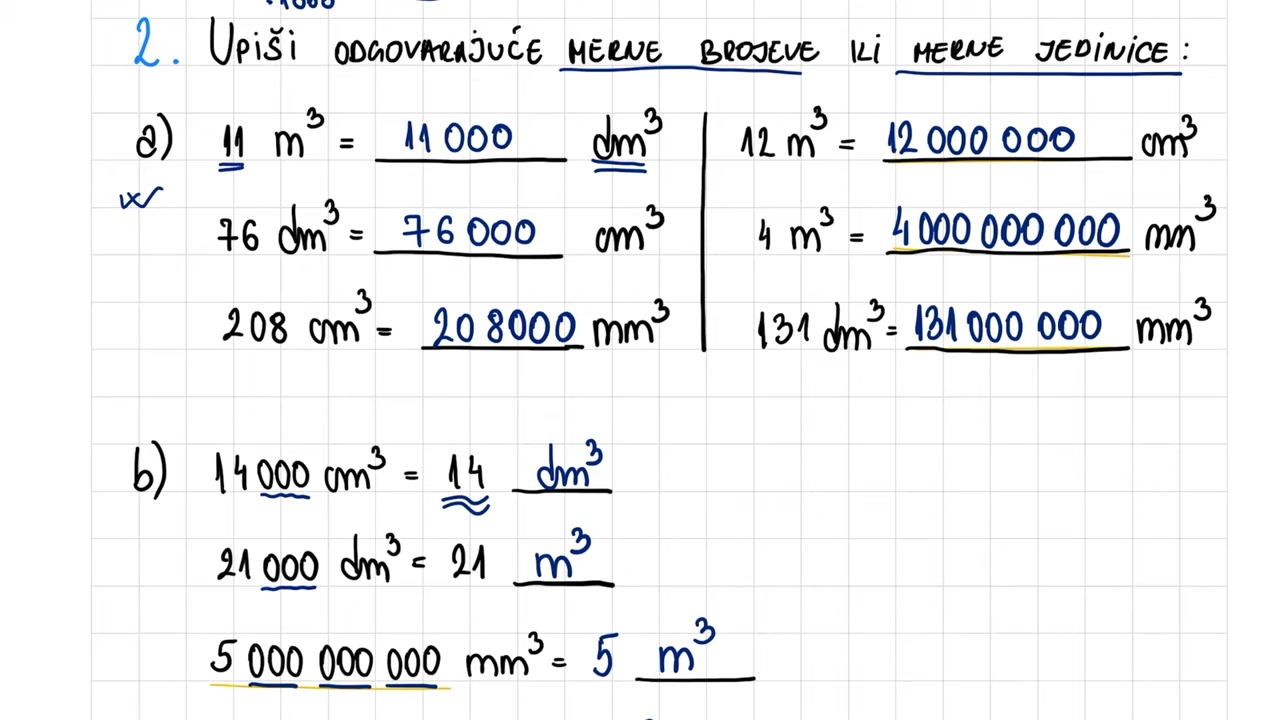 2. Upiši odgovarajuće merne brojeve ili merne jedinice:
a) 11 m³ = 11 000 dm³
76 dm³ = 76 000 cm³
208 cm³ = 208000 mm³
12 m³ = 12 000 000 cm³
4 m³ = 4 000 000 000 mm³
131 dm³ = 131 000 000 mm³
b) 14 000 cm³ = 14 dm³
21 000 dm³ = 21 m³
5 000 000 000 mm³ = 5 m³